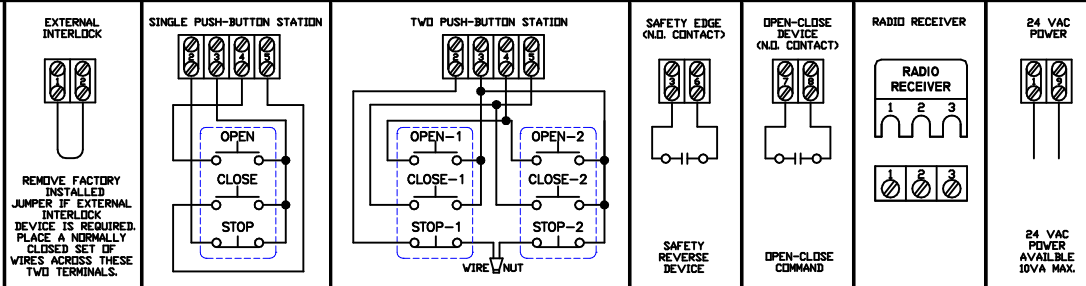 EXTERNAL
INTERLOCK
1 2
REMOVE FACTORY
INSTALLED
JUMPER IF EXTERNAL
INTERLOCK
DEVICE IS REQUIRED.
PLACE A NORMALLY
CLOSED SET OF
WIRES ACROSS THESE
TWO TERMINALS.
SINGLE PUSH-BUTTON STATION
2 3 4 5
OPEN
CLOSE
STOP
TWO PUSH-BUTTON STATION
2 3 4 5
OPEN-1 OPEN-2
CLOSE-1 CLOSE-2
STOP-1 STOP-2
WIRE NUT
SAFETY EDGE
(N.O. CONTACT)
3 6
SAFETY
REVERSE
DEVICE
OPEN-CLOSE
DEVICE
(N.O. CONTACT)
7 8
OPEN-CLOSE
COMMAND
RADIO RECEIVER
RADIO
RECEIVER
1 2 3
1 2 3
24 VAC
POWER
1 9
24 VAC
POWER
AVAILBLE
10VA MAX.